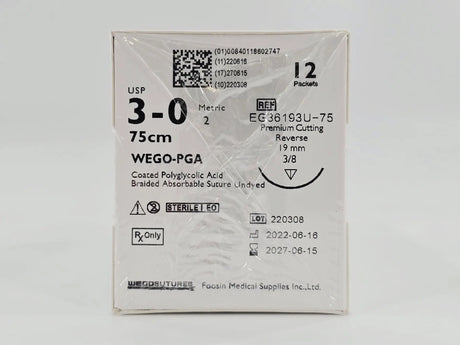 (01)00840118602747
(11)220616
(17)270615
(10)220308
12
Packets
USP
3-0
Metric
2
75cm
REF
EG36193U-75
Premium Cutting
Reverse
19 mm
3/8
WEGO-PGA
Coated Polyglycolic Acid
Braided Absorbable Suture Undyed
STERILE EO
LOT 220308
Rx Only
2022-06-16
2027-06-15
WEGOSUTURES
Foosin Medical Supplies Inc.,Ltd.